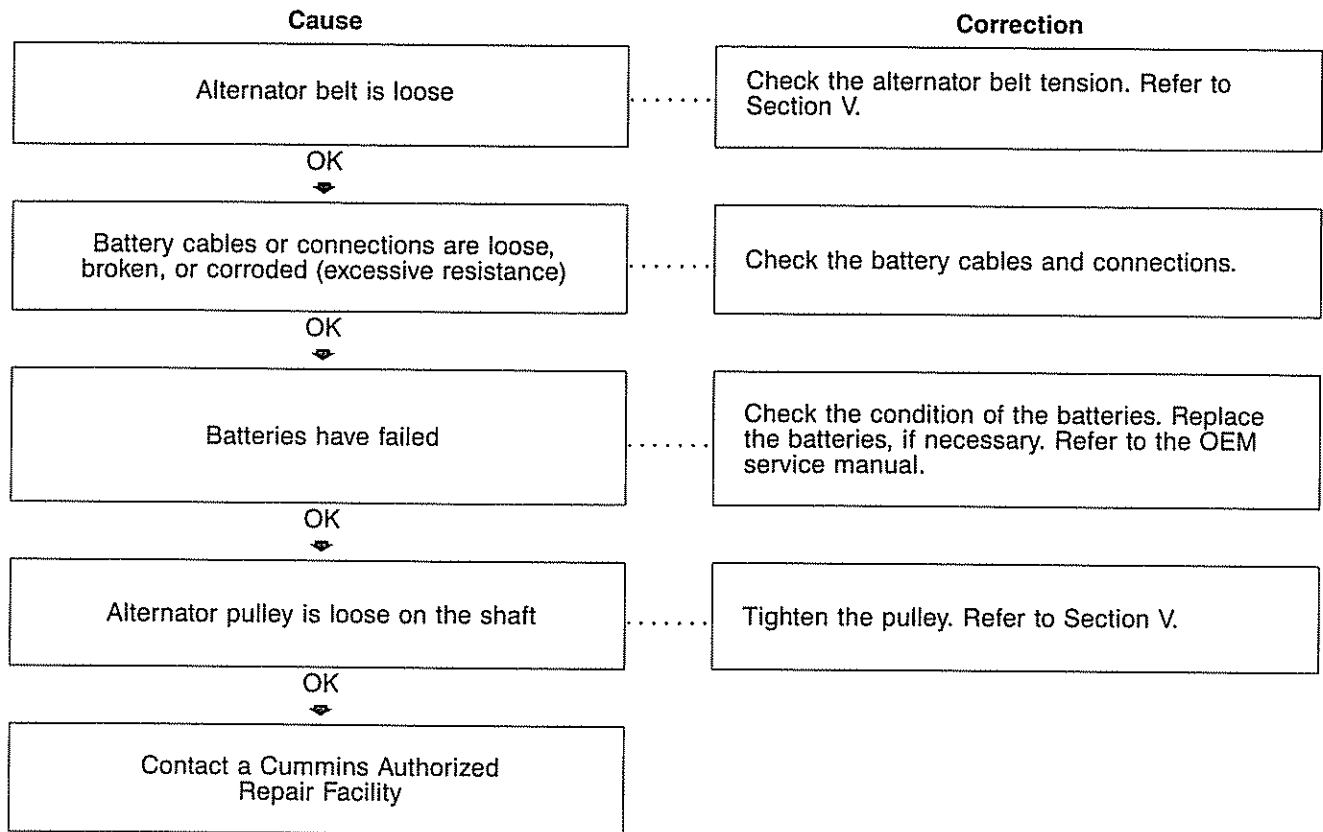 Cause
Correction
Alternator belt is loose
Check the alternator belt tension. Refer to
Section V.
OK
Battery cables or connections are loose,
broken, or corroded (excessive resistance)
Check the battery cables and connections.
OK
Batteries have failed
Check the condition of the batteries. Replace
the batteries, if necessary. Refer to the OEM
service manual.
OK
Alternator pulley is loose on the shaft
Tighten the pulley. Refer to Section V.
OK
Contact a Cummins Authorized
Repair Facility